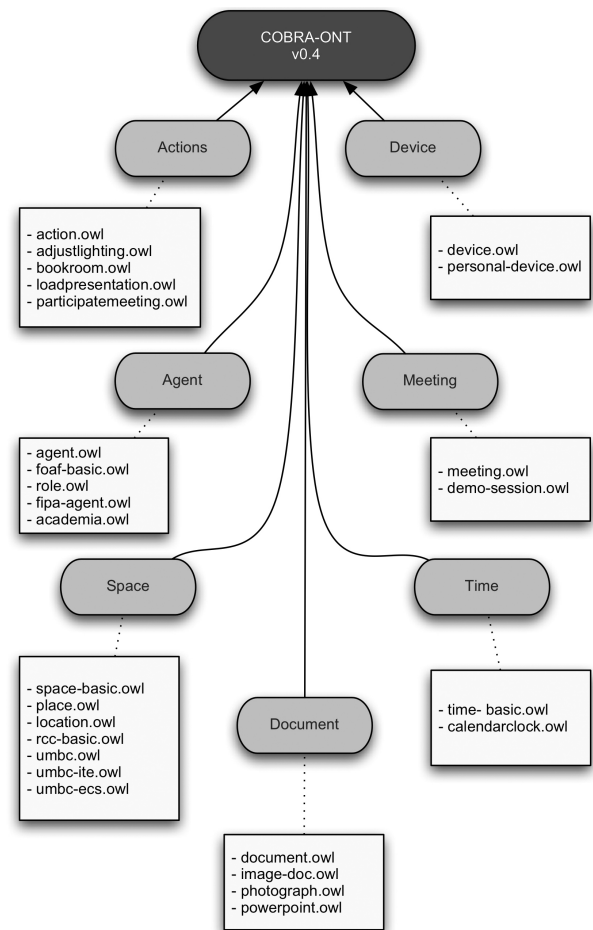 COBRA-ONT
v0.4
Actions
Device
- action.owl
- adjustlighting.owl
- bookroom.owl
- loadpresentation.owl
- participatemeeting.owl
- device.owl
- personal-device.owl
Agent
Meeting
- agent.owl
- foaf-basic.owl
- role.owl
- fipa-agent.owl
- academia.owl
- meeting.owl
- demo-session.owl
Space
Time
- space-basic.owl
- place.owl
- location.owl
- rcc-basic.owl
- umbc.owl
- umbc-ite.owl
- umbc-ecs.owl
- time- basic.owl
- calendarclock.owl
Document
- document.owl
- image-doc.owl
- photograph.owl
- powerpoint.owl